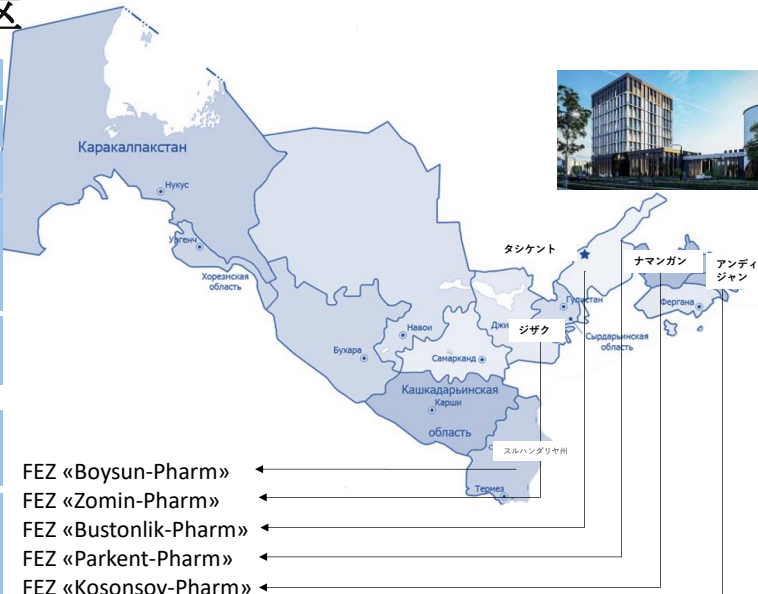 区
Каракалпакстан
Нукус
Ургенч
Хорезмская
область
タシケント
ナマンガン
アンディ
ジャン
Гулистан
Фергана
ジザク
Сырдарьинская
область
Навои
Джи
Бухара
Самарканд
Кашкадарьинская
Карши
область
スルハンダリヤ州
Термез
FEZ «Boysun-Pharm»
FEZ «Zomin-Pharm»
FEZ «Bustonlik-Pharm»
FEZ «Parkent-Pharm»
FEZ «Kosonsoy-Pharm»